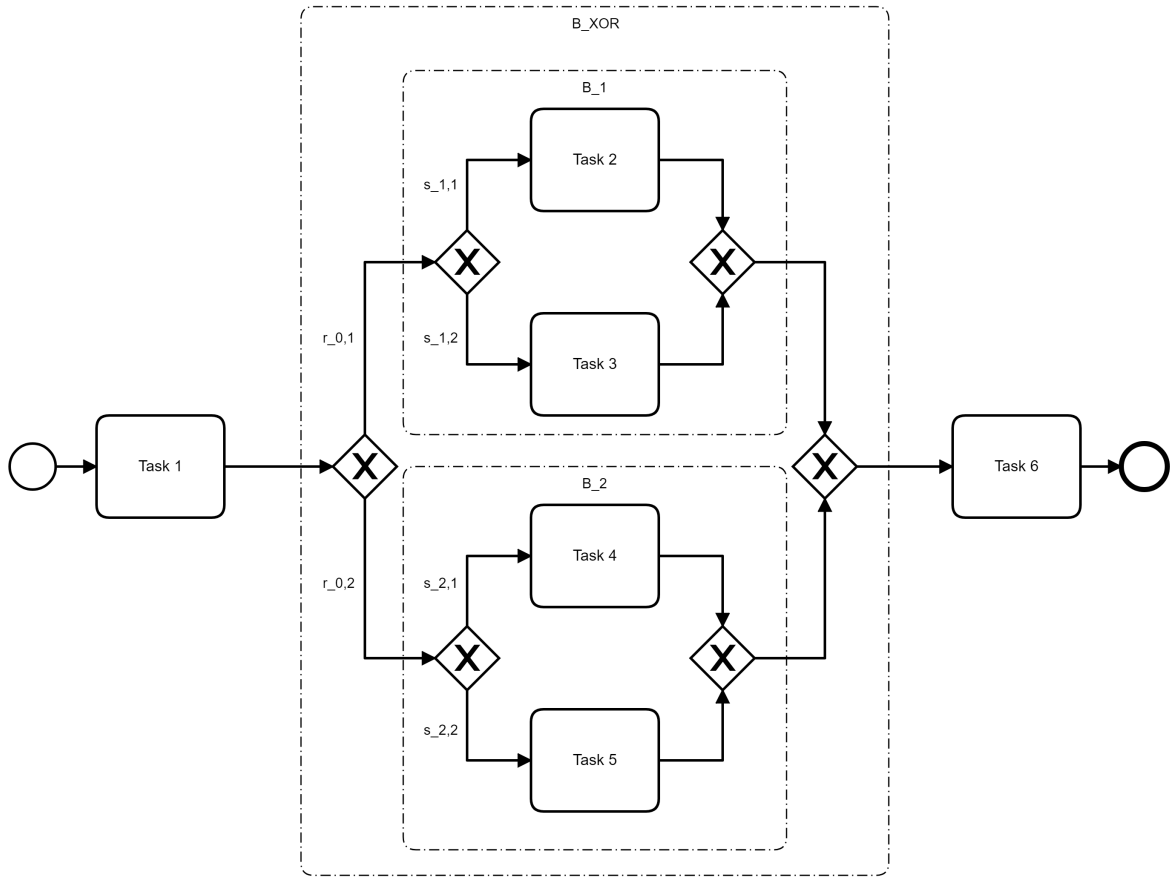 B_XOR
B_1
Task 2
s_1,1
X
X
s_1,2
r_0,1
Task 3
Task 1
X
X
Task 6
B_2
Task 4
r_0,2
s_2,1
X
X
s_2,2
Task 5